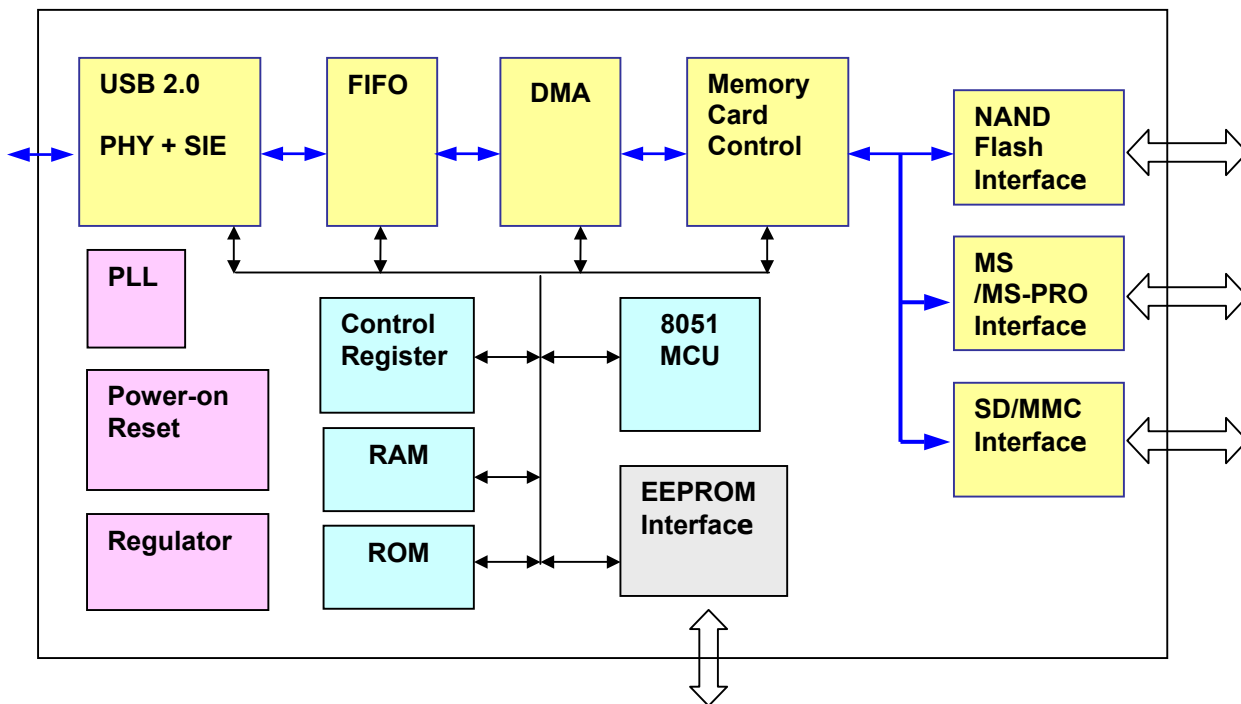 USB 2.0
PHY + SIE
FIFO
DMA
Memory
Card
Control
NAND
Flash
Interface
PLL
MS
/MS-PRO
Interface
Control
Register
8051
MCU
Power-on
Reset
SD/MMC
Interface
RAM
EEPROM
Interface
Regulator
ROM